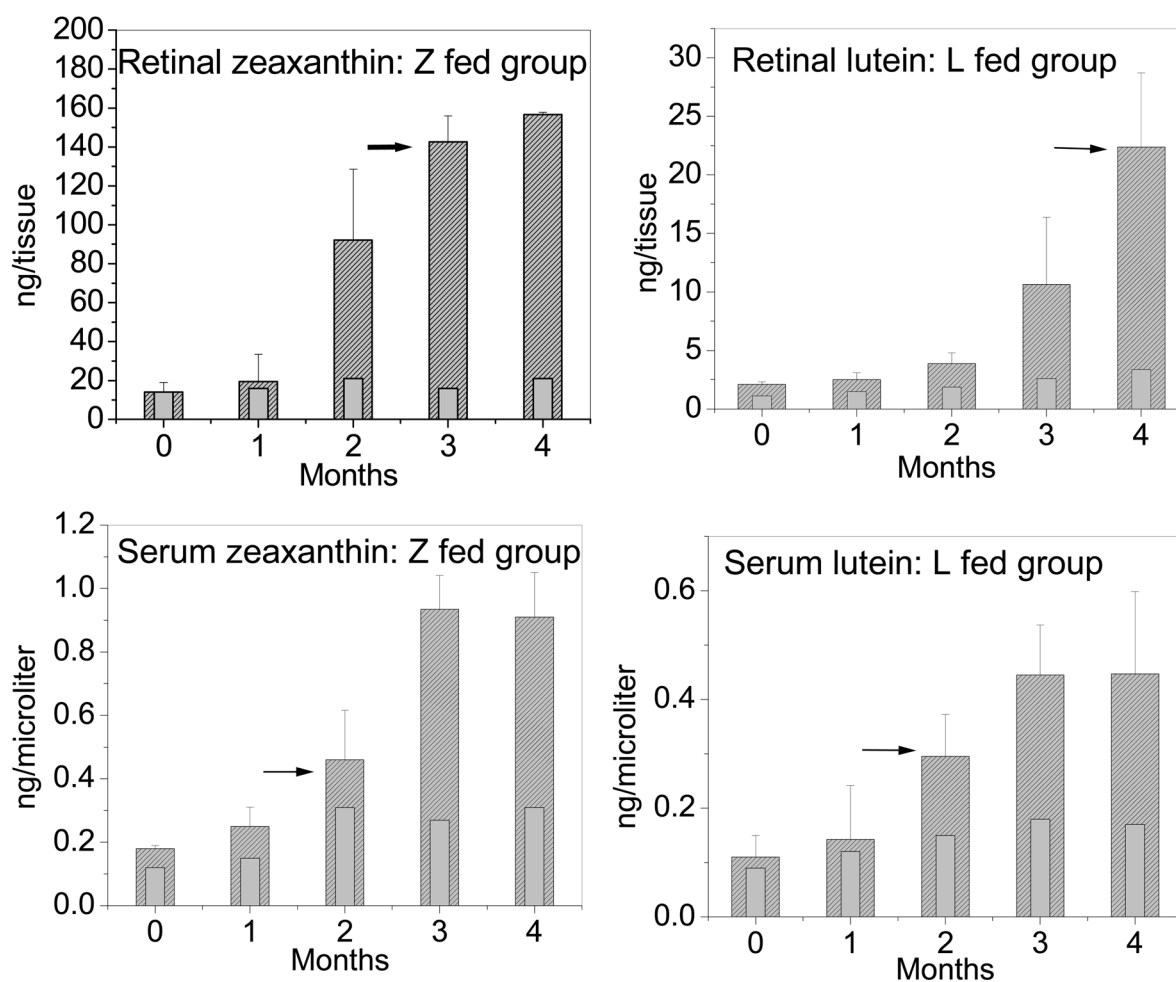 Retinal zeaxanthin: Z fed group
200
180
160
140
120
100
80
60
40
20
0
ng/tissue
0 1 2 3 4
Months
Retinal lutein: L fed group
30
25
20
15
10
5
0
ng/tissue
0 1 2 3 4
Months
Serum zeaxanthin: Z fed group
1.2
1.0
0.8
0.6
0.4
0.2
0.0
ng/microliter
0 1 2 3 4
Months
Serum lutein: L fed group
0.6
0.4
0.2
0.0
ng/microliter
0 1 2 3 4
Months